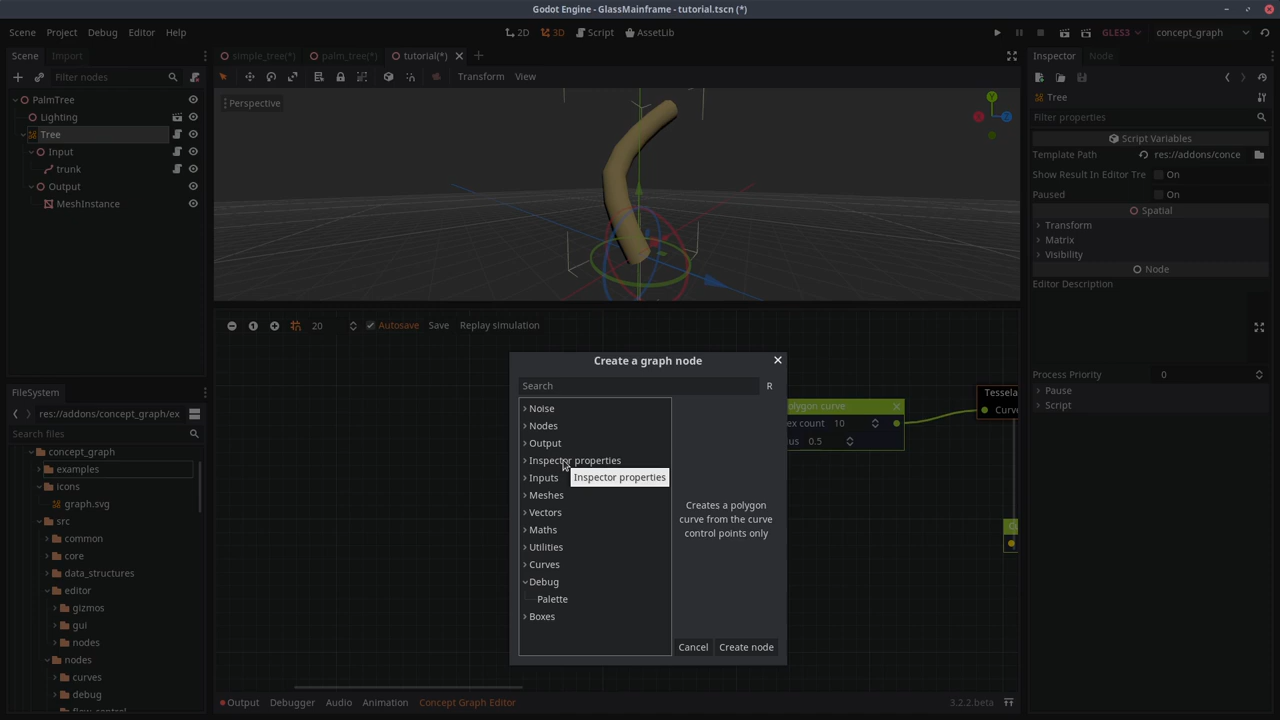 Godot Engine - GlassMainframe - tutorial.tscn (*)
Scene Project Debug Editor Help
2D 3D Script AssetLib
GLES3 concept_graph
Scene Import
simple_tree(*) palm_tree(*) tutorial(*)
Inspector Node
Filter nodes
Transform View
PalmTree
Lighting
Tree
Input
trunk
Output
MeshInstance
Perspective
Y
Z
Tree
Filter properties
Script Variables
Template Path res://addons/conce
Show Result In Editor Tre On
Paused On
Spatial
Transform
Matrix
Visibility
Node
Editor Description
Process Priority 0
Pause
Script
20 Autosave Save Replay simulation
FileSystem
res://addons/concept_graph/ex
Search files
concept_graph
examples
icons
graph.svg
src
common
core
data_structures
editor
gizmos
gui
nodes
nodes
curves
debug
flow_control
Create a graph node
Search R
Noise
Nodes
Output
Inspector properties
Inspector properties
Inputs
Meshes
Vectors
Maths
Utilities
Curves
Debug
Palette
Boxes
Creates a polygon
curve from the curve
control points only
Cancel Create node
olygon curve
ex count 10
ius 0.5
Tessela
Curve
Cu
Output Debugger Audio Animation Concept Graph Editor
3.2.2.beta